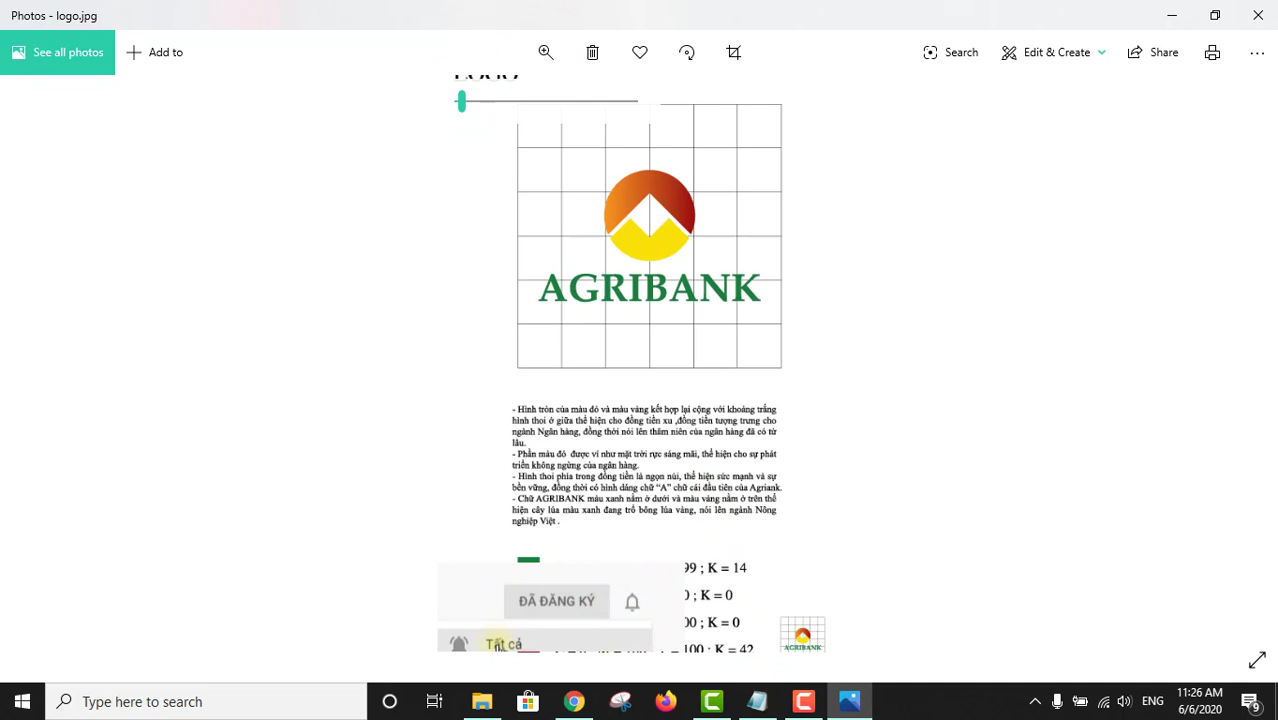 Photos - logo.jpg
See all photos
Add to
Search
Edit & Create
Share
LOGO
AGRIBANK
- Hình tròn của màu đỏ và màu vàng kết hợp lại cộng với khoảng trắng
hình thoi ở giữa thể hiện cho đồng tiền xu ,đồng tiền tượng trưng cho
ngành Ngân hàng, đồng thời nói lên thâm niên của ngân hàng đã có từ
lâu.
- Phần màu đỏ được ví như mặt trời rực sáng mãi, thể hiện cho sự phát
triển không ngừng của ngân hàng.
- Hình thoi phía trong đồng tiền là ngọn núi, thể hiện sức mạnh và sự
bền vững, đồng thời có hình dáng chữ “A” chữ cái đầu tiên của Agriank.
- Chữ AGRIBANK màu xanh nằm ở dưới và màu vàng nằm ở trên thể
hiện cây lúa màu xanh đang trổ bông lúa vàng, nói lên ngành Nông
nghiệp Việt .
99 ; K = 14
0 ; K = 0
ĐÃ ĐĂNG KÝ
00 ; K = 0
Tất cả
100 ; K = 42
AGRIBANK
Type here to search
ENG
11:26 AM
6/6/2020
9